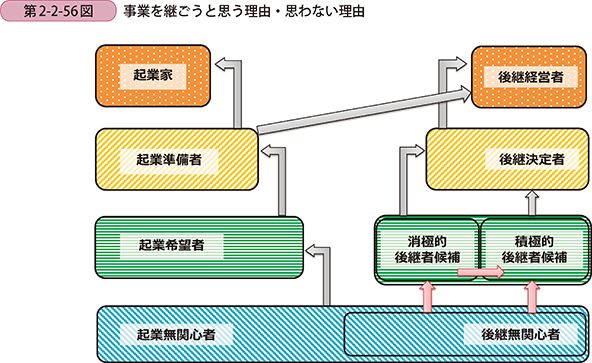 第2-2-56図 事業を継ごうと思う理由・思わない理由
起業家
後継経営者
起業準備者
後継決定者
起業希望者
消極的
後継者候補
積極的
後継者候補
起業無関心者
後継無関心者